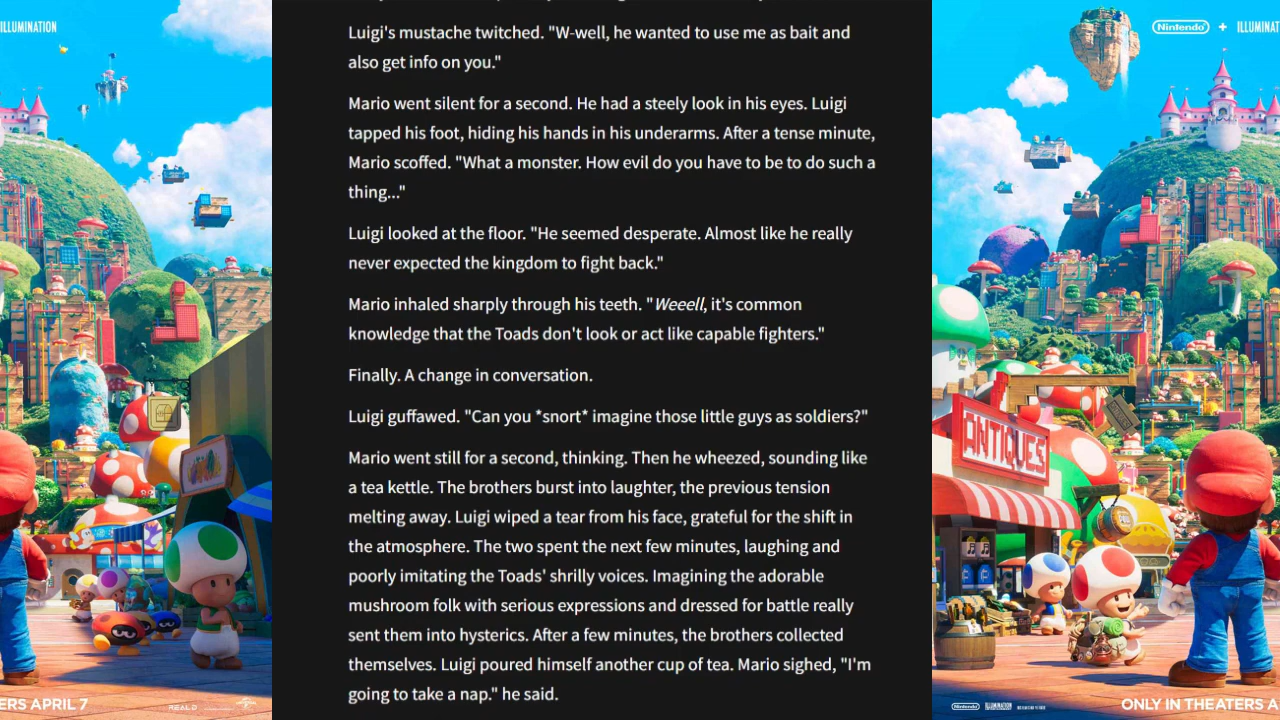 ILLUMINATION
Luigi's mustache twitched. "W-well, he wanted to use me as bait and
also get info on you."
Mario went silent for a second. He had a steely look in his eyes. Luigi
tapped his foot, hiding his hands in his underarms. After a tense minute,
Mario scoffed. "What a monster. How evil do you have to be to do such a
thing..."
Luigi looked at the floor. "He seemed desperate. Almost like he really
never expected the kingdom to fight back."
Mario inhaled sharply through his teeth. "Weeell, it's common
knowledge that the Toads don't look or act like capable fighters."
Finally. A change in conversation.
Luigi guffawed. "Can you *snort* imagine those little guys as soldiers?"
Mario went still for a second, thinking. Then he wheezed, sounding like
a tea kettle. The brothers burst into laughter, the previous tension
melting away. Luigi wiped a tear from his face, grateful for the shift in
the atmosphere. The two spent the next few minutes, laughing and
poorly imitating the Toads' shrilly voices. Imagining the adorable
mushroom folk with serious expressions and dressed for battle really
sent them into hysterics. After a few minutes, the brothers collected
themselves. Luigi poured himself another cup of tea. Mario sighed, "I'm
going to take a nap." he said.
ERS APRIL 7
REALD
Nintendo + ILLUMINAT
ANTIQUES
Nintendo ILLUMINATION
ONLY IN THEATERS A